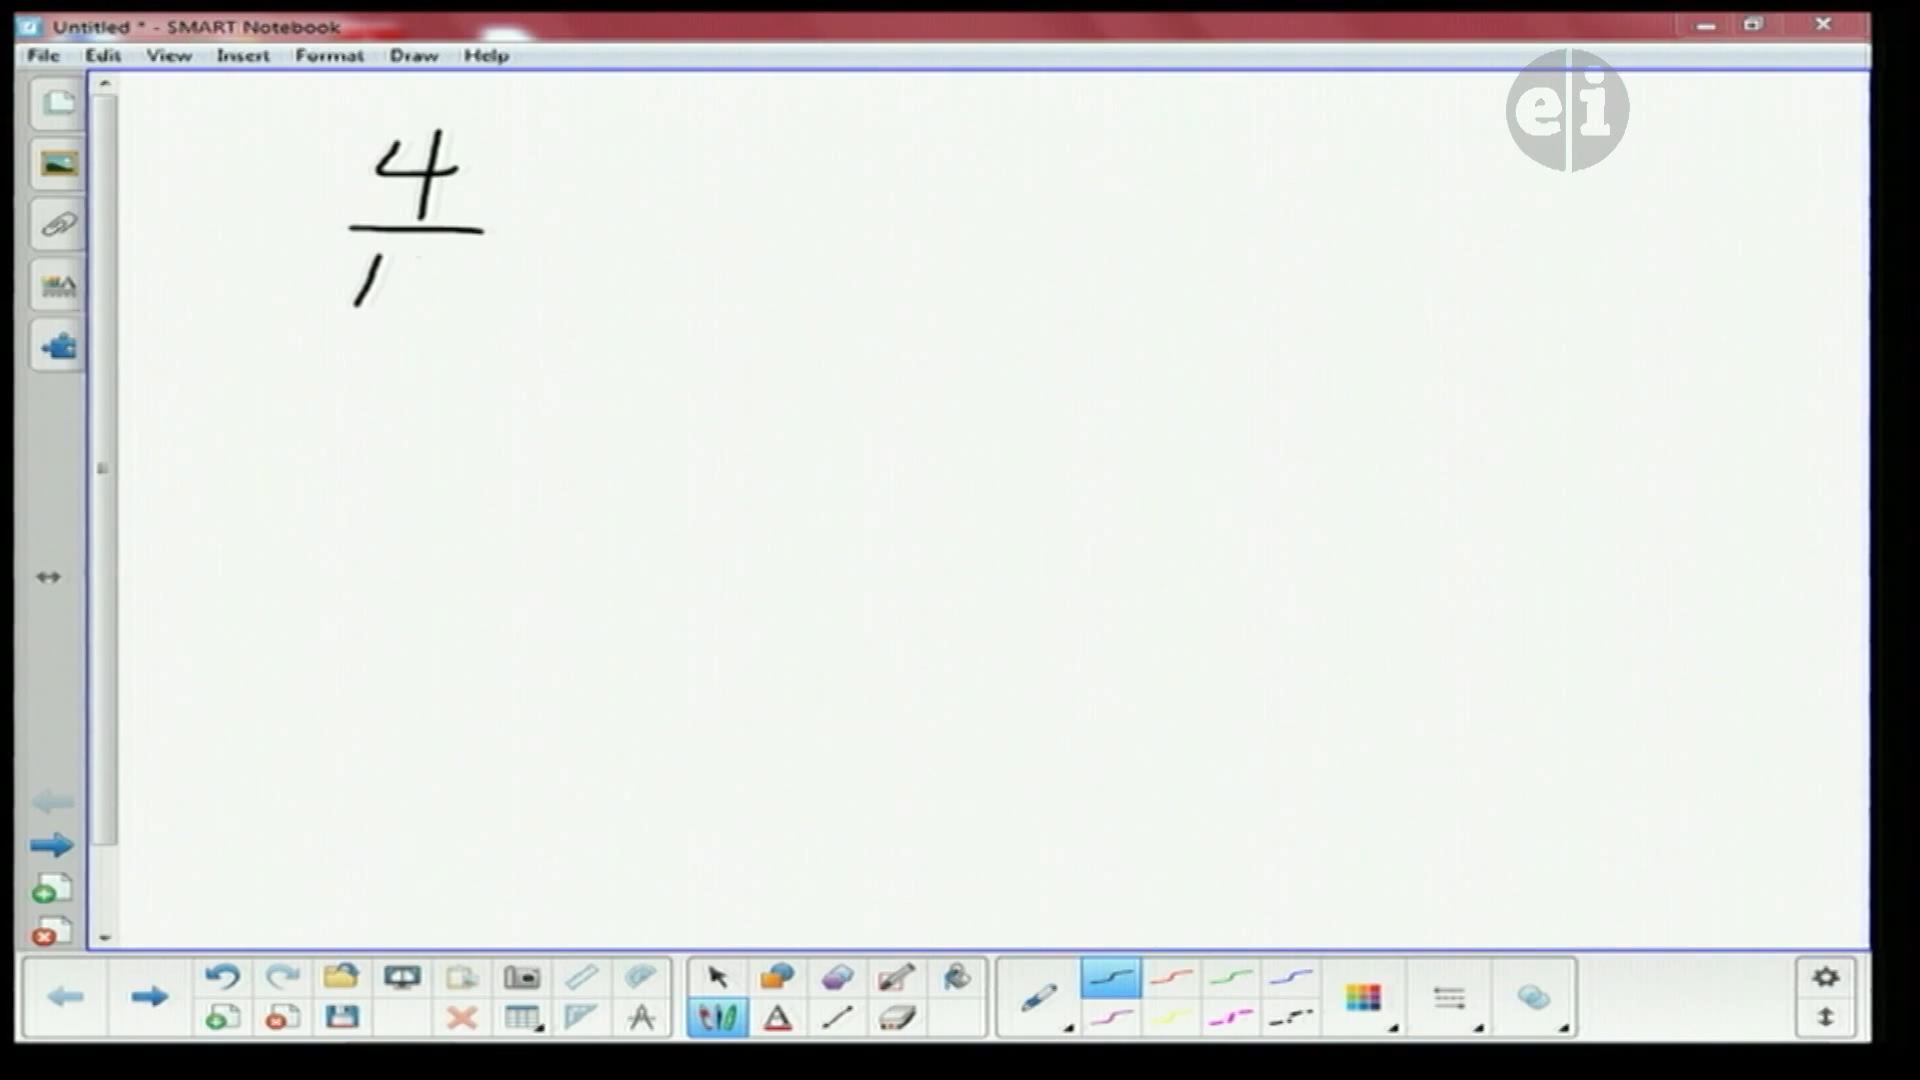 Untitled * - SMART Notebook
File Edit View Insert Format Draw Help
ei
4
1